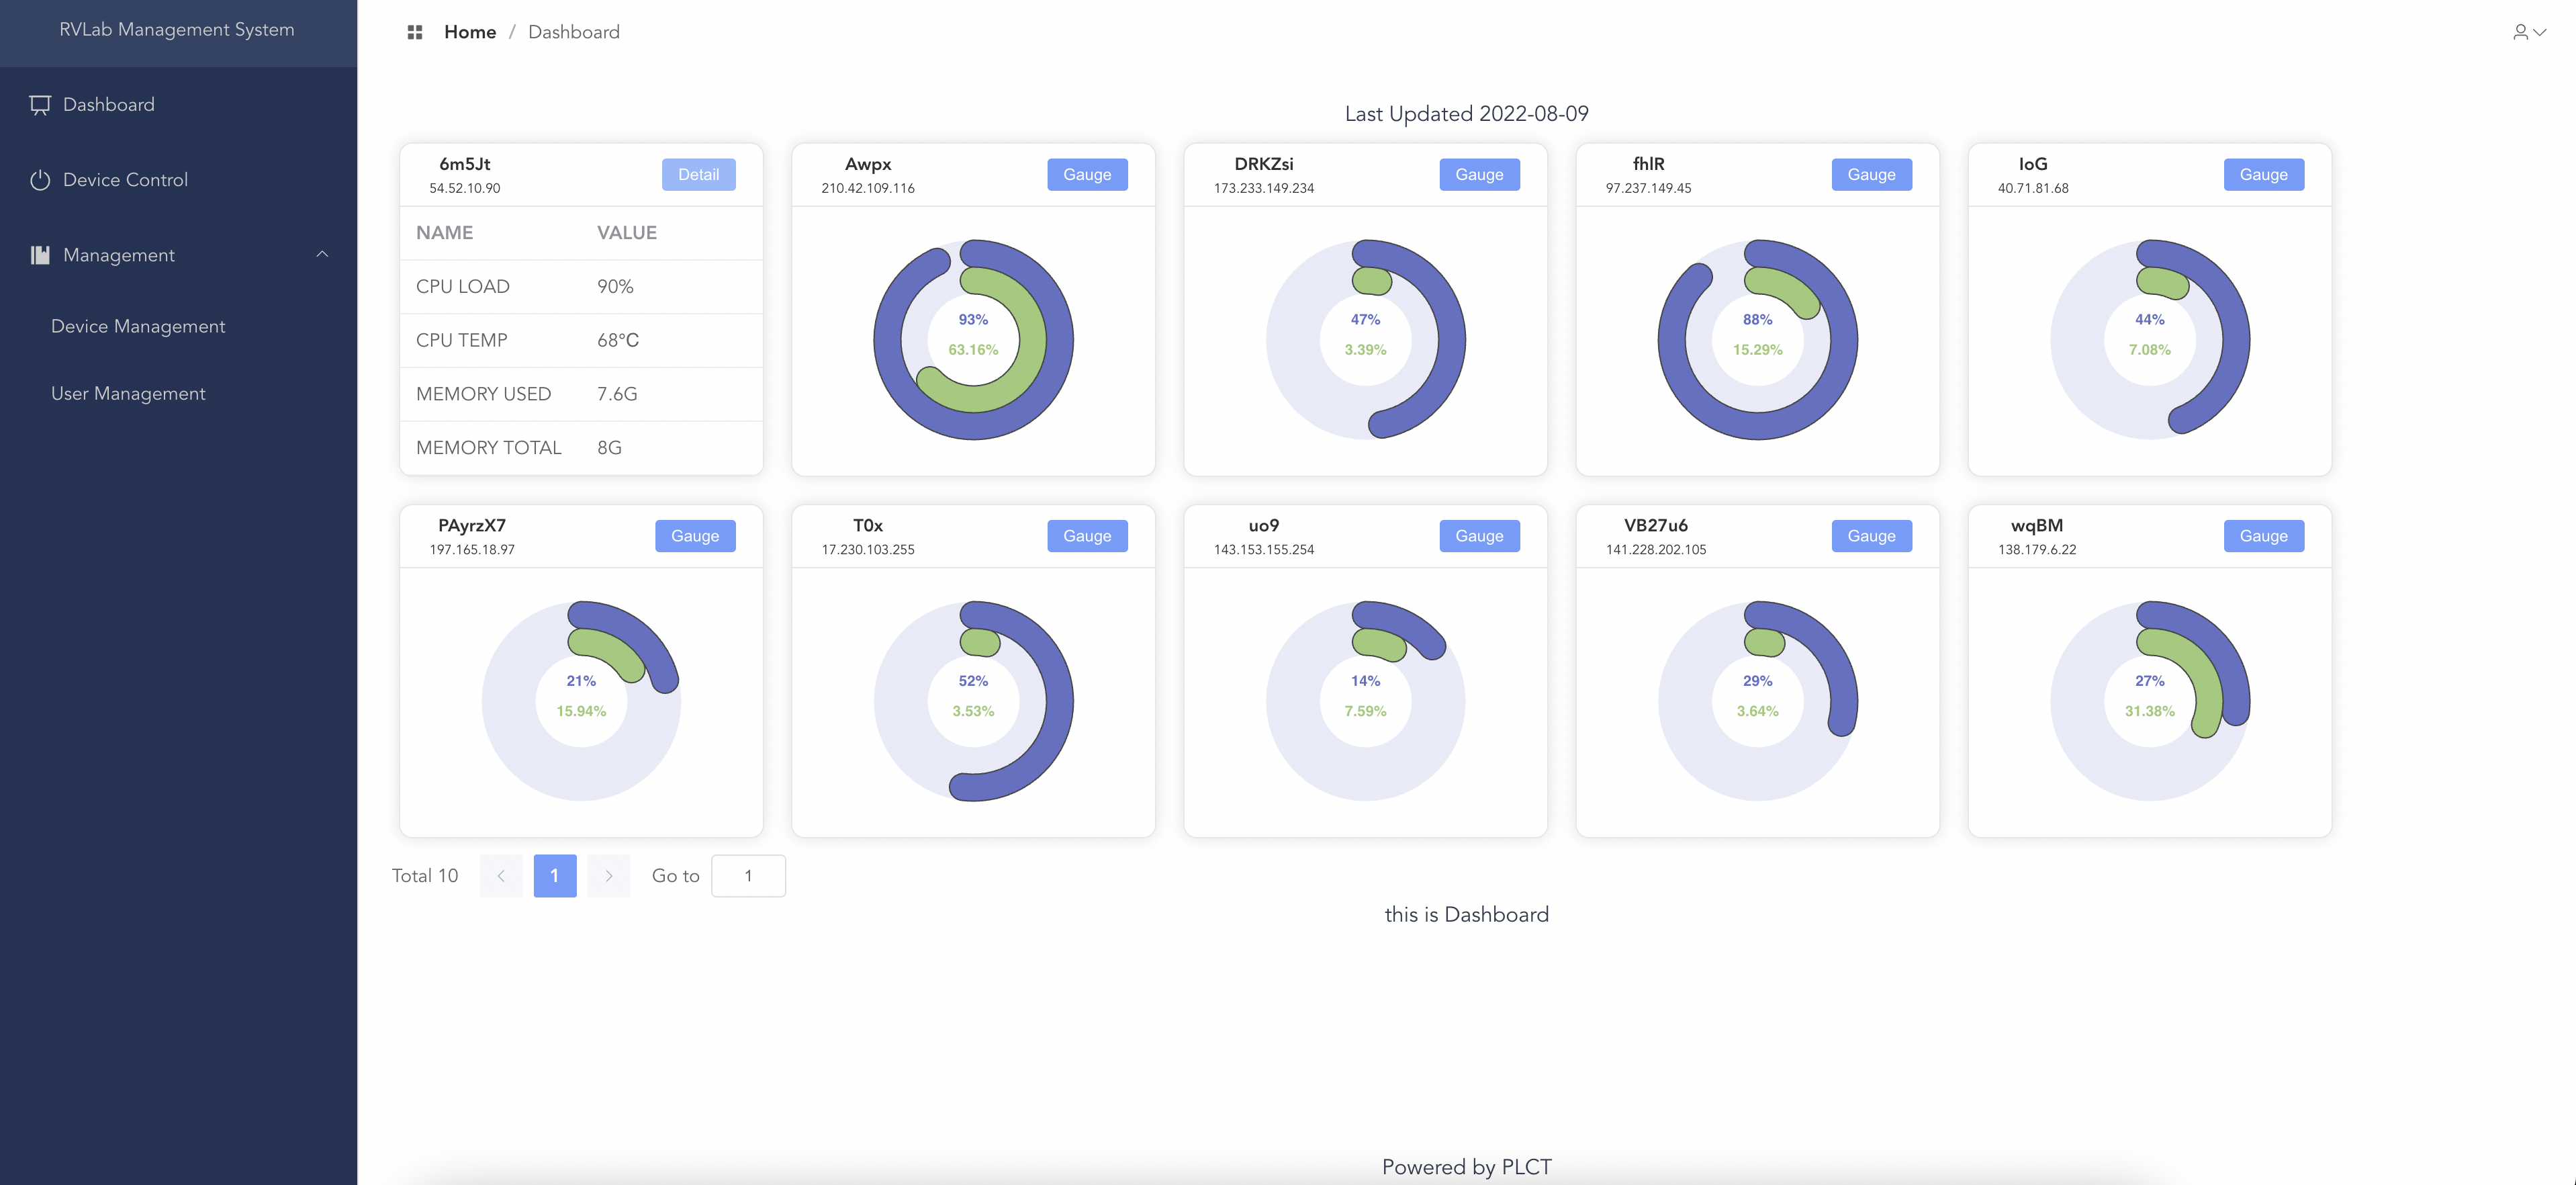 RVLab Management System
Dashboard
Device Control
Management
Device Management
User Management
Home / Dashboard
Last Updated 2022-08-09
6m5Jt
54.52.10.90
Detail
NAME VALUE
CPU LOAD 90%
CPU TEMP 68°C
MEMORY USED 7.6G
MEMORY TOTAL 8G
Awpx
210.42.109.116
Gauge
93%
63.16%
DRKZsi
173.233.149.234
Gauge
47%
3.39%
fhlR
97.237.149.45
Gauge
88%
15.29%
IoG
40.71.81.68
Gauge
44%
7.08%
PAyrzX7
197.165.18.97
Gauge
21%
15.94%
T0x
17.230.103.255
Gauge
52%
3.53%
uo9
143.153.155.254
Gauge
14%
7.59%
VB27u6
141.228.202.105
Gauge
29%
3.64%
wqBM
138.179.6.22
Gauge
27%
31.38%
Total 10 < 1 > Go to 1
this is Dashboard
Powered by PLCT